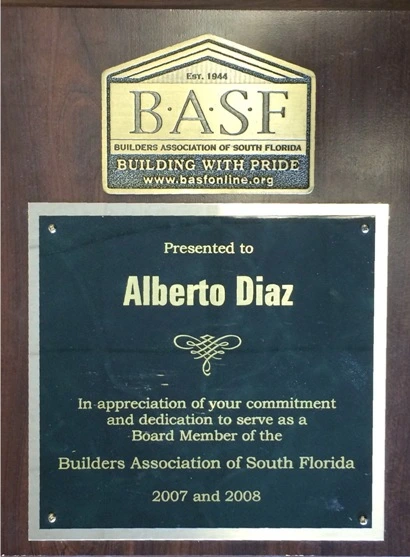 EST. 1944
B·A·S·F
BUILDERS ASSOCIATION OF SOUTH FLORIDA
BUILDING WITH PRIDE
www.basfonline.org
Presented to
Alberto Diaz
In appreciation of your commitment
and dedication to serve as a
Board Member of the
Builders Association of South Florida
2007 and 2008